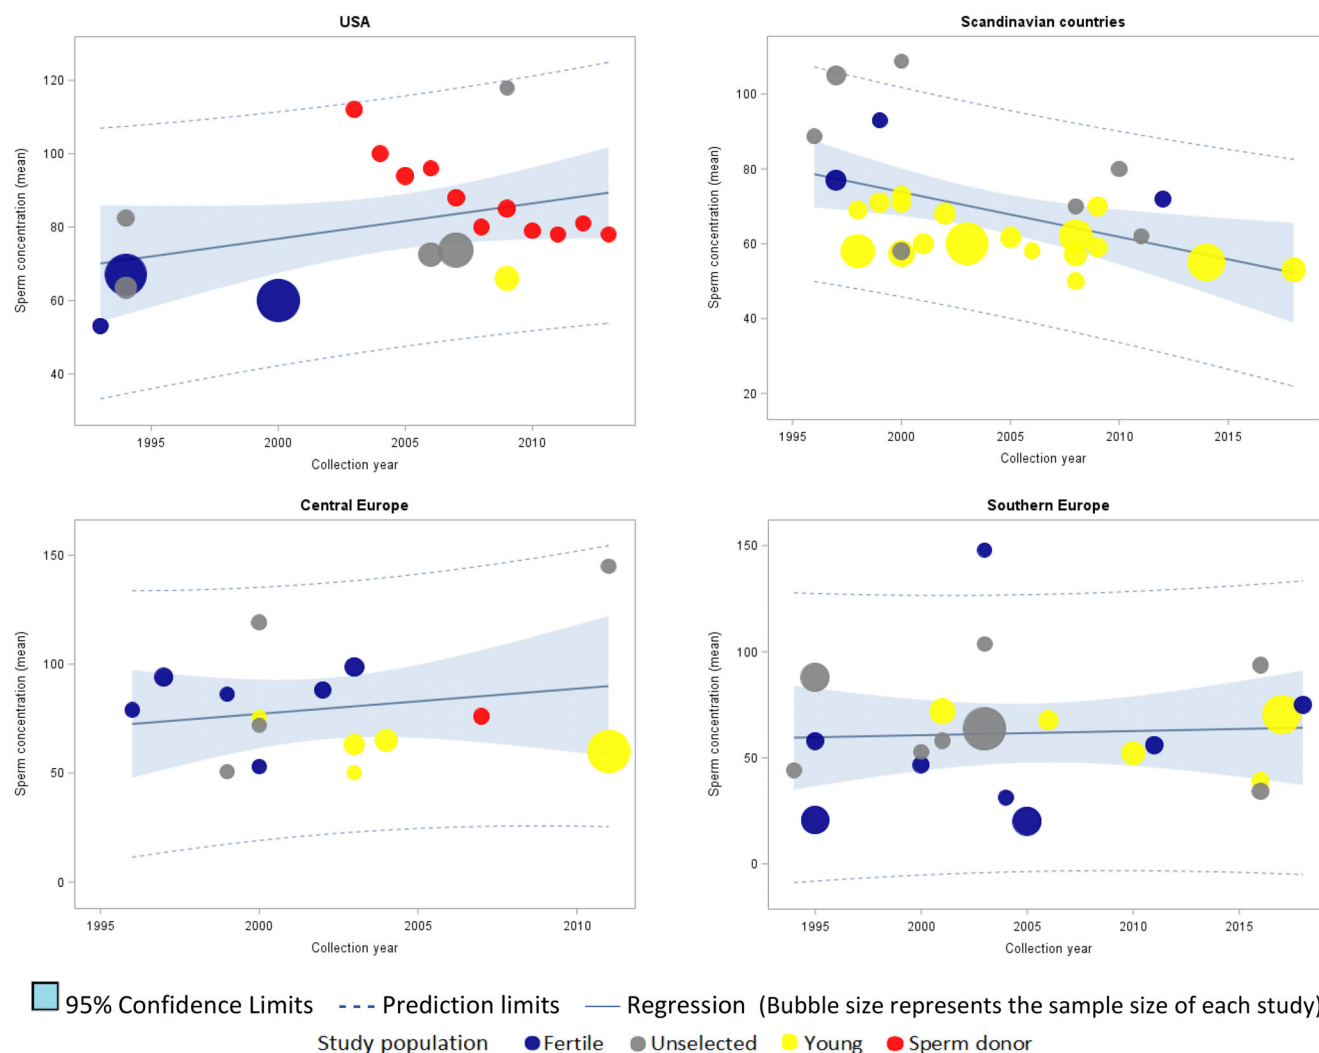 USA
Sperm concentration (mean)
120
100
80
60
40
1995
2000
2005
2010
Collection year
Scandinavian countries
Sperm concentration (mean)
100
80
60
40
20
1995
2000
2005
2010
2015
Collection year
Central Europe
Sperm concentration (mean)
150
100
50
0
1995
2000
2005
2010
Collection year
Southern Europe
Sperm concentration (mean)
150
100
50
0
1995
2000
2005
2010
2015
Collection year
95% Confidence Limits --- Prediction limits — Regression (Bubble size represents the sample size of each study)
Study population Fertile Unselected Young Sperm donor